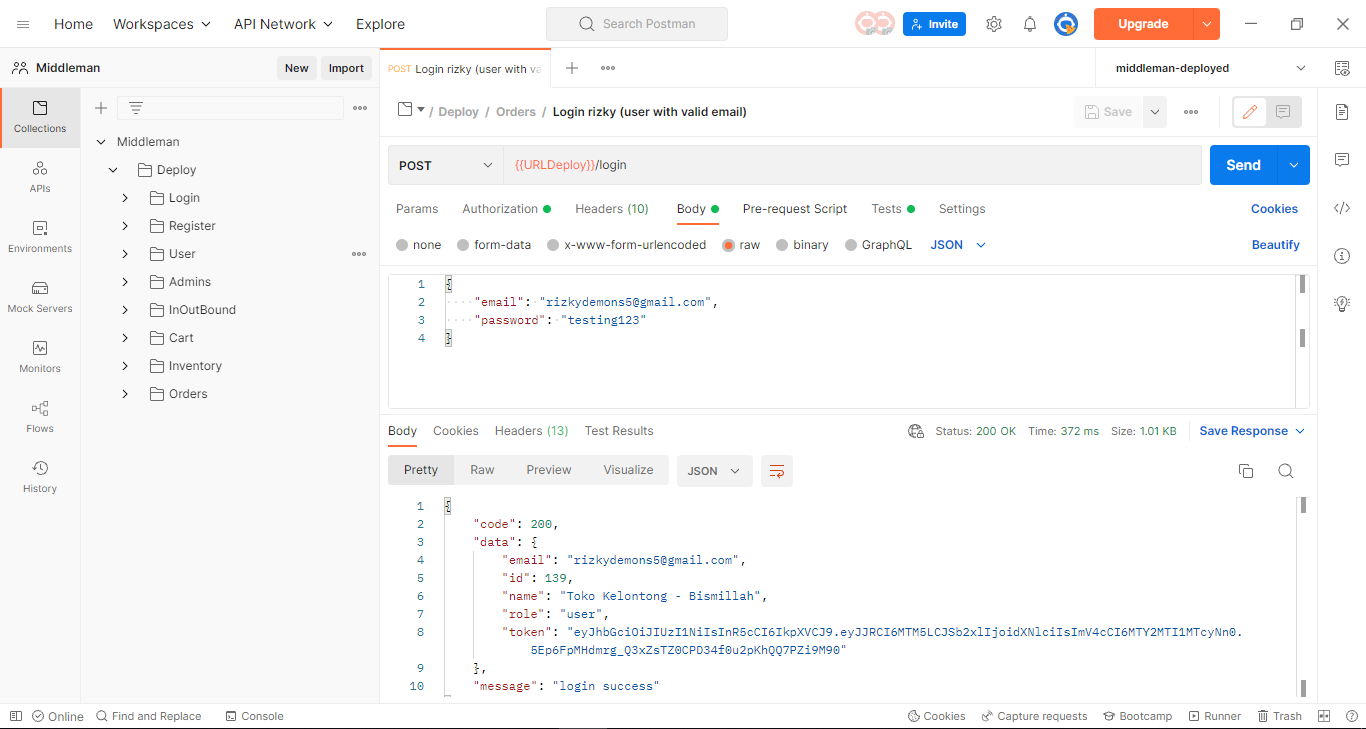 Home Workspaces API Network Explore Search Postman Invite Upgrade
Middleman New Import POST Login rizky (user with va middleman-deployed
Collections
APIs
Environments
Mock Servers
Monitors
Flows
History
Middleman
Deploy
Login
Register
User
Admins
InOutBound
Cart
Inventory
Orders
/ Deploy / Orders / Login rizky (user with valid email) Save
POST {{URLDeploy}}/login Send
Params Authorization Headers (10) Body Pre-request Script Tests Settings Cookies
none form-data x-www-form-urlencoded raw binary GraphQL JSON Beautify
1 {
2 "email": "rizkydemons5@gmail.com",
3 "password": "testing123"
4 }
Body Cookies Headers (13) Test Results Status: 200 OK Time: 372 ms Size: 1.01 KB Save Response
Pretty Raw Preview Visualize JSON
1 {
2 "code": 200,
3 "data": {
4 "email": "rizkydemons5@gmail.com",
5 "id": 139,
6 "name": "Toko Kelontong - Bismillah",
7 "role": "user",
8 "token": "eyJhbGciOiJIUzI1NiIsInR5cCI6IkpXVCJ9.eyJJRCI6MTM5LCJSb2xlIjoidXNlciIsImV4cCI6MTY2MTI1MTcyNn0.
5Ep6FpMHdmrg_Q3xZsTZ0CPD34f0u2pKhQQ7PZi9M90"
9 },
10 "message": "login success"
Online Find and Replace Console Cookies Capture requests Bootcamp Runner Trash